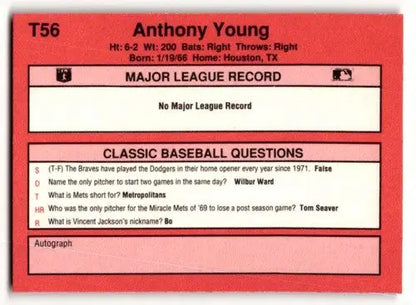 T56
Anthony Young
Ht: 6-2 Wt: 200 Bats: Right Throws: Right
Born: 1/19/66 Home: Houston, TX
MAJOR LEAGUE RECORD
No Major League Record
CLASSIC BASEBALL QUESTIONS
S (T-F) The Braves have played the Dodgers in their home opener every year since 1971. False
D Name the only pitcher to start two games in the same day? Wilbur Ward
T What is Mets short for? Metropolitans
HR Who was the only pitcher for the Miracle Mets of '69 to lose a post season game? Tom Seaver
R What is Vincent Jackson's nickname? Bo
Autograph